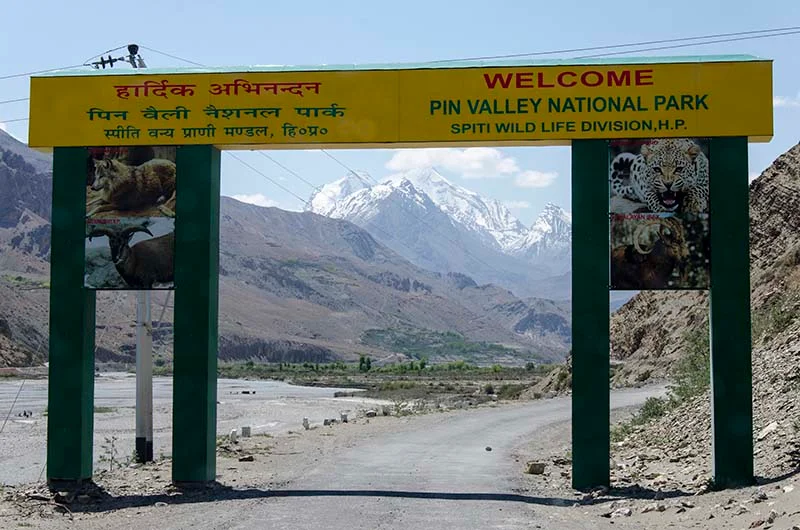 हार्दिक अभिनन्दन
पिन वैली नैशनल पार्क
स्पीति वन्य प्राणी मण्डल, हि०प्र०
WELCOME
PIN VALLEY NATIONAL PARK
SPITI WILD LIFE DIVISION, H.P.